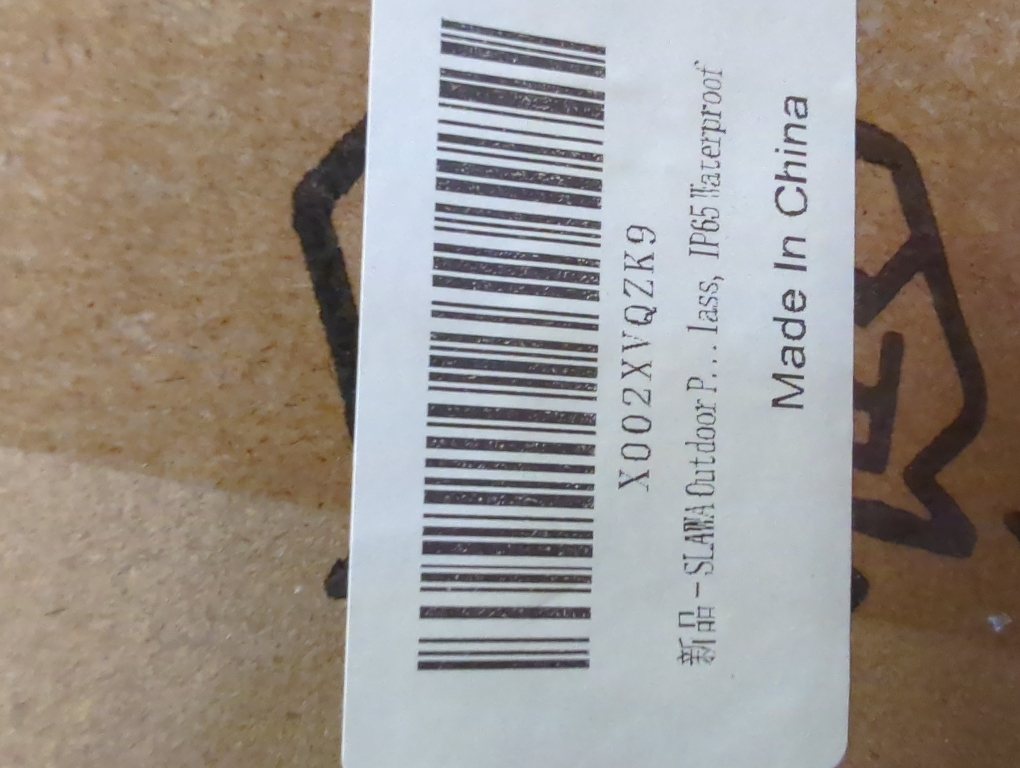 X002XVQZK9
新品 - SLAWA Outdoor P... lass, IP65 Waterproof
Made In China